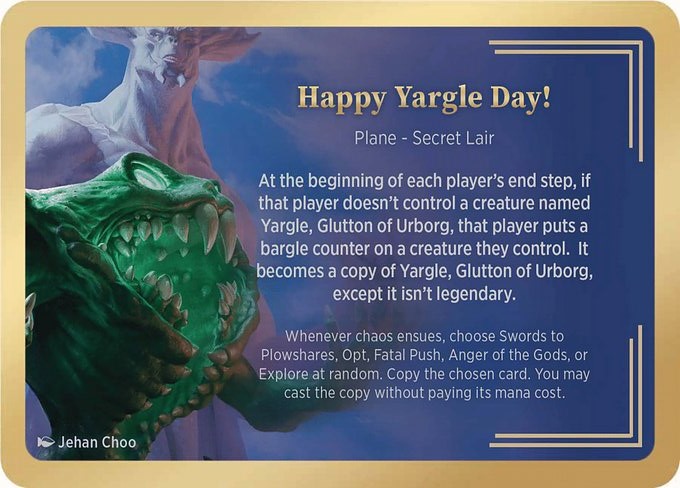 Happy Yargle Day!
Plane - Secret Lair
At the beginning of each player's end step, if
that player doesn't control a creature named
Yargle, Glutton of Urborg, that player puts a
bargle counter on a creature they control. It
becomes a copy of Yargle, Glutton of Urborg,
except it isn't legendary.
Whenever chaos ensues, choose Swords to
Plowshares, Opt, Fatal Push, Anger of the Gods, or
Explore at random. Copy the chosen card. You may
cast the copy without paying its mana cost.
Jehan Choo